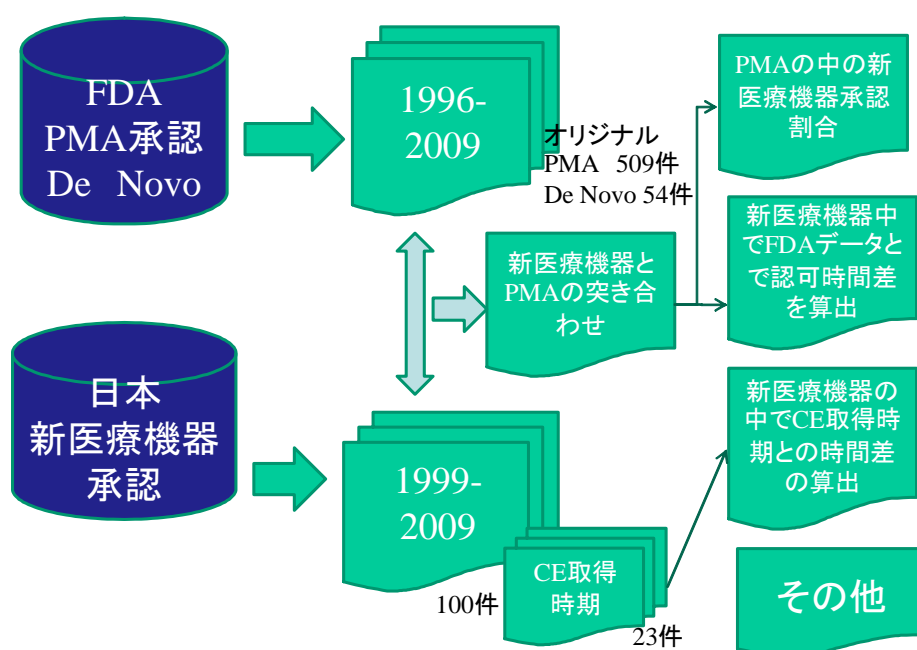 FDA
PMA承認
De Novo
1996-
2009
オリジナル
PMA 509件
De Novo 54件
PMAの中の新
医療機器承認
割合
新医療機器と
PMAの突き合
わせ
新医療機器中
でFDAデータと
で認可時間差
を算出
日本
新医療機器
承認
1999-
2009
100件
CE取得
時期
23件
新医療機器の
中でCE取得時
期との時間差
の算出
その他